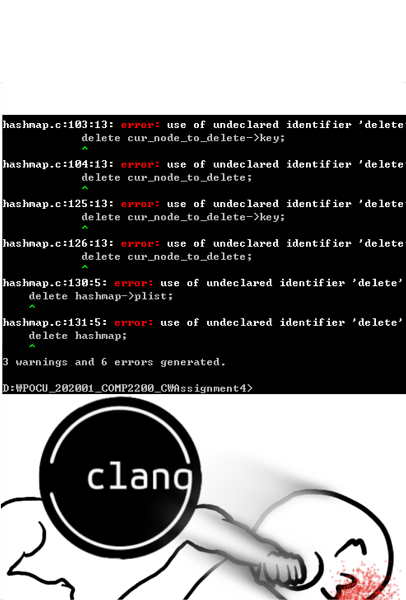 hashmap.c:103:13: error: use of undeclared identifier 'delete'
delete cur_node_to_delete->key;
^
hashmap.c:104:13: error: use of undeclared identifier 'delete
delete cur_node_to_delete;
^
hashmap.c:125:13: error: use of undeclared identifier 'delete
delete cur_node_to_delete->key;
^
hashmap.c:126:13: error: use of undeclared identifier 'delete
delete cur_node_to_delete;
^
hashmap.c:130:5: error: use of undeclared identifier 'delete'
delete hashmap->plist;
^
hashmap.c:131:5: error: use of undeclared identifier 'delete'
delete hashmap;
^
3 warnings and 6 errors generated.
D:₩POCU_202001_COMP2200_CW₩Assignment4>
clang